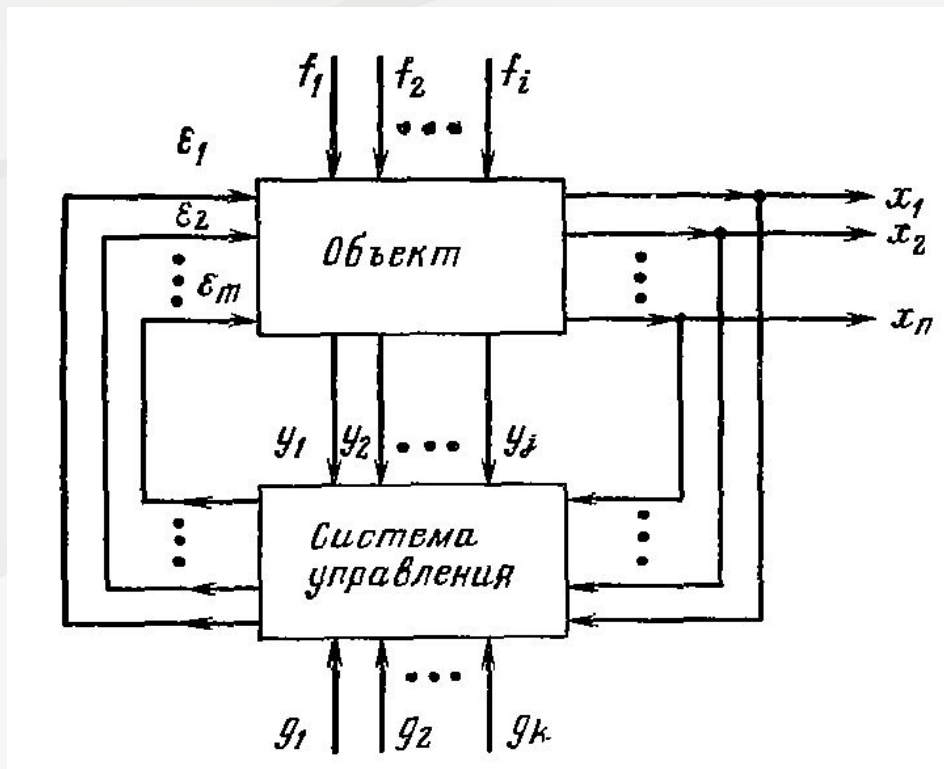 f₁ f₂ ... fᵢ
ε₁
ε₂
εₘ
Объект
x₁
x₂
xₙ
y₁ y₂ ... yⱼ
Система
управления
g₁ g₂ ... gₖ